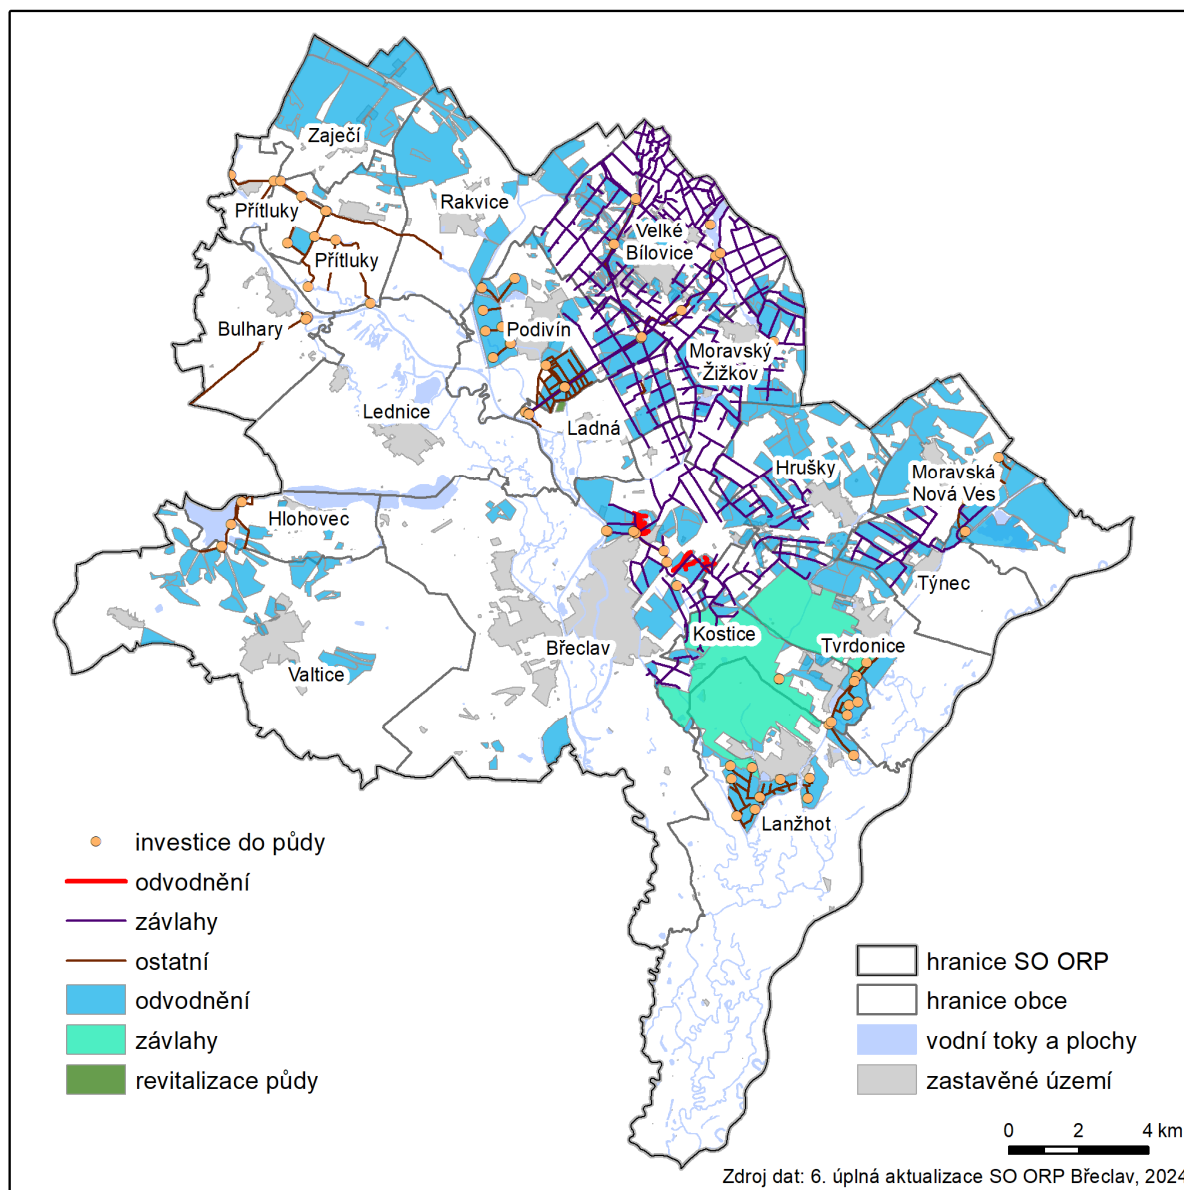 Zaječí
Rakvice
Přítluky
Velké
Bílovice
Přítluky
Bulhary
Podivín
Moravský
Žižkov
Lednice
Ladná
Hrušky
Moravská
Nová Ves
Hlohovec
Týnec
Břeclav
Kostice
Tvrdonice
Valtice
Lanžhot
investice do půdy
odvodnění
závlahy
ostatní
odvodnění
závlahy
revitalizace půdy
hranice SO ORP
hranice obce
vodní toky a plochy
zastavěné území
0 2 4 km
Zdroj dat: 6. úplná aktualizace SO ORP Břeclav, 2024